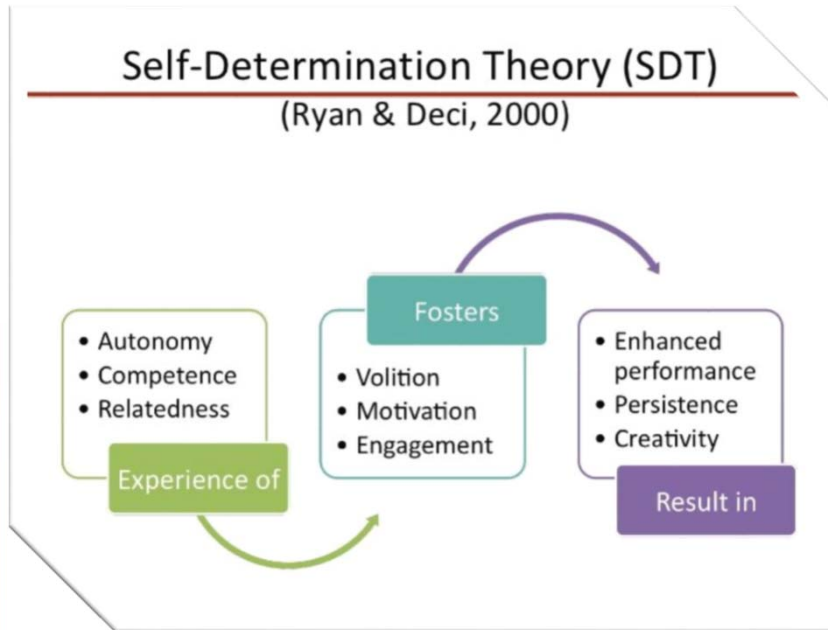 Self-Determination Theory (SDT)
(Ryan & Deci, 2000)
• Autonomy
• Competence
• Relatedness
Experience of
Fosters
• Volition
• Motivation
• Engagement
• Enhanced
performance
• Persistence
• Creativity
Result in